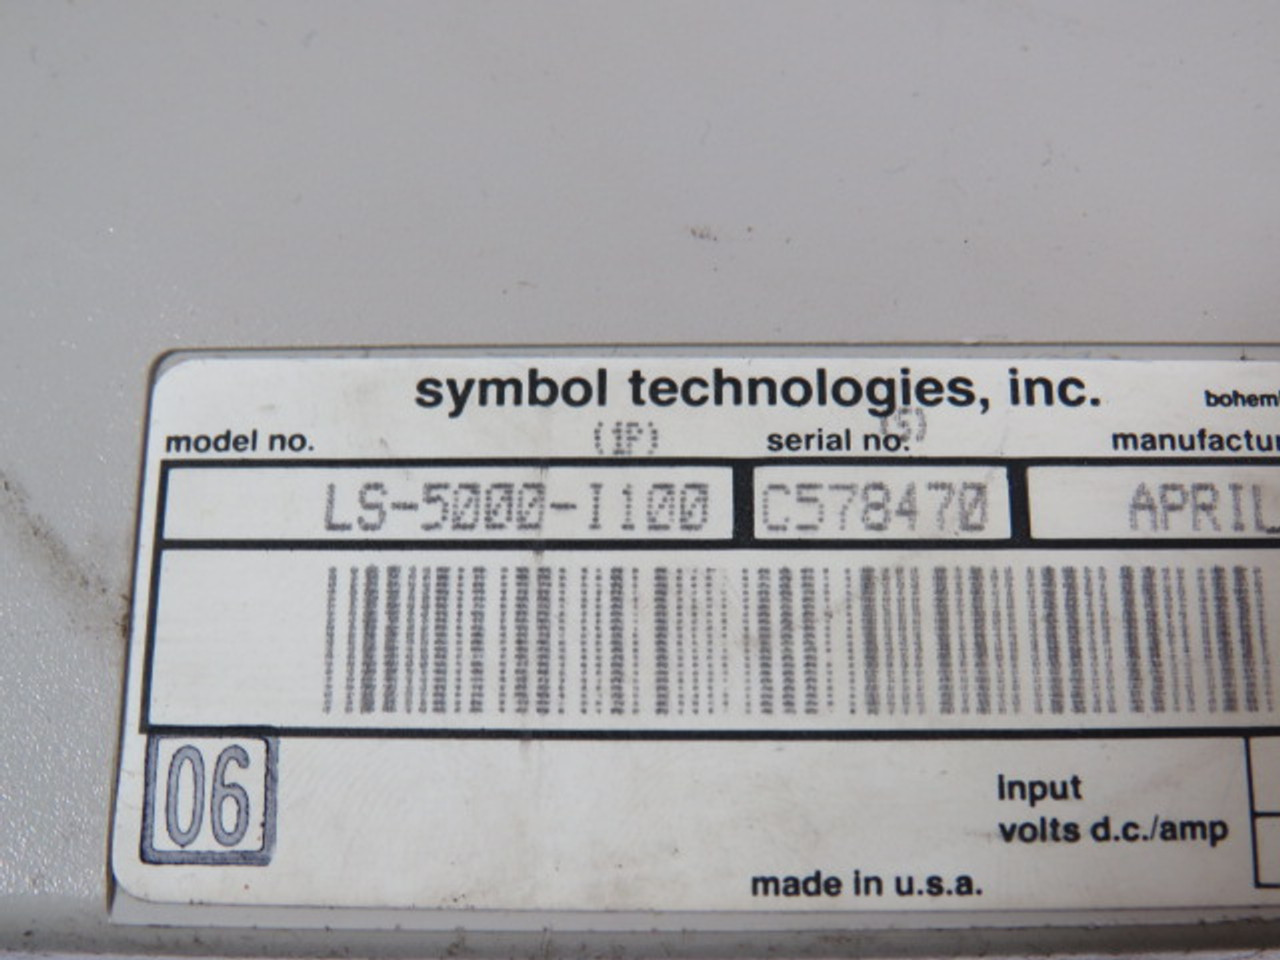 symbol technologies, inc.
model no. (1P) serial no. (S)
LS-5000-I100 C578470 APRIL
06
Input
volts d.c./amp
made in u.s.a.